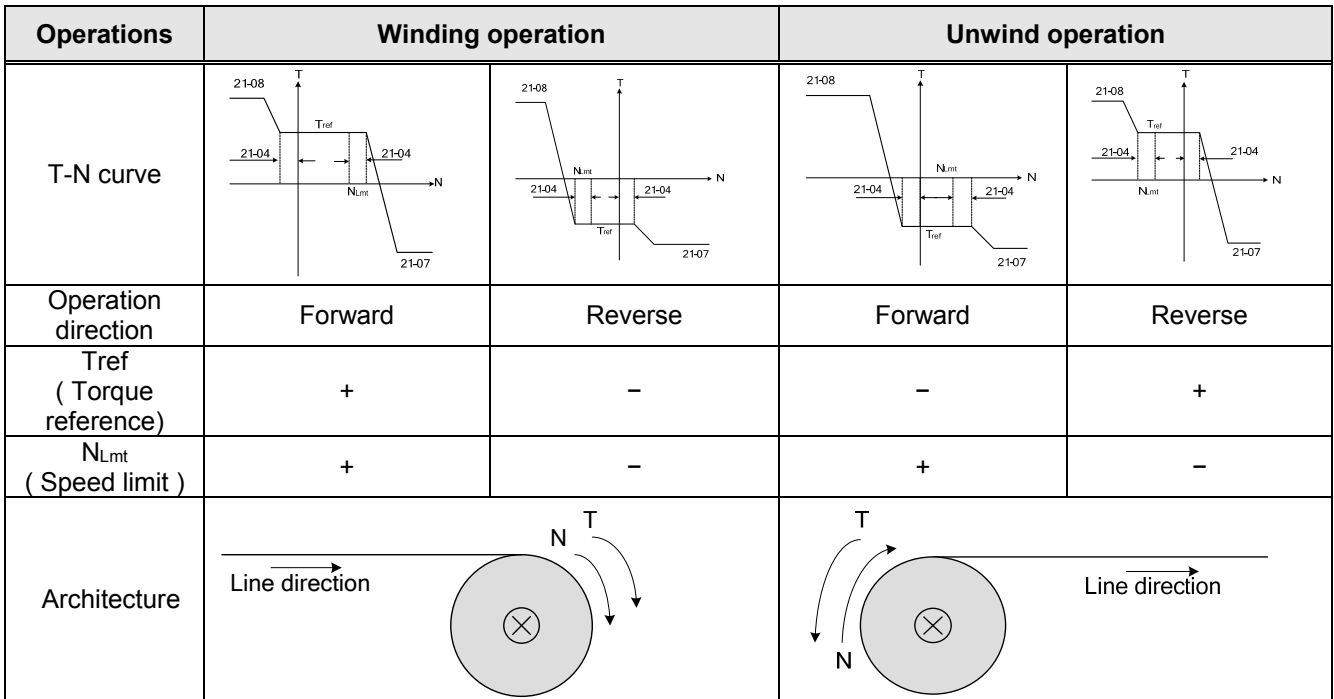 Operations Winding operation Unwind operation
T-N curve
T
21-08
Tref
21-04 21-04
N
NLmt
21-07
T
21-08
NLmt
N
21-04 21-04
Tref
21-07
T
21-08
NLmt
N
21-04 21-04
Tref
21-07
T
21-08
Tref
21-04 21-04
N
NLmt
21-07
Operation
direction
Forward Reverse Forward Reverse
Tref
( Torque
reference)
+ − − +
NLmt
( Speed limit )
+ − + −
Architecture
T
N
Line direction
T
Line direction
N